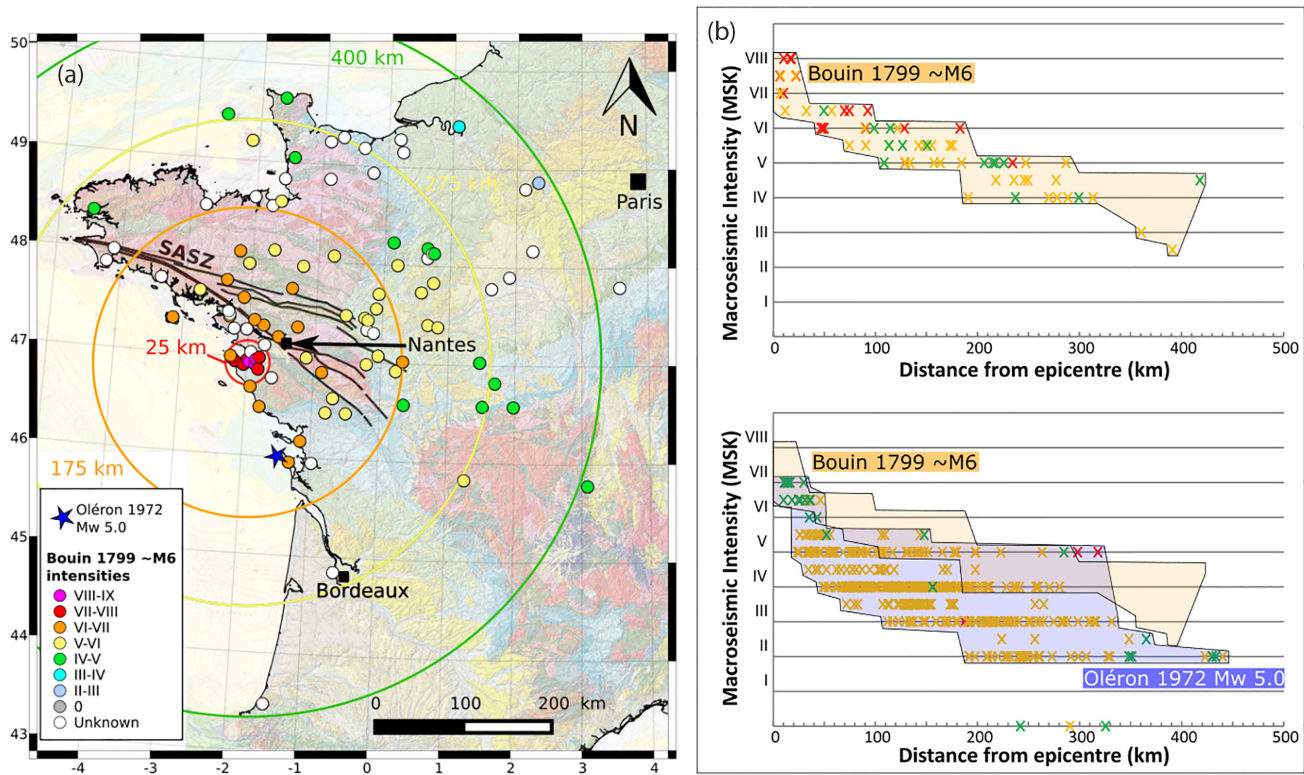 (a)
400 km
N
275 km
Paris
SASZ
25 km
Nantes
175 km
Bordeaux
Oléron 1972
Mw 5.0
Bouin 1799 ~M6
intensities
VIII-IX
VII-VIII
VI-VII
V-VI
IV-V
III-IV
II-III
0
Unknown
0 100 200 km
50
49
48
47
46
45
44
43
-4 -3 -2 -1 0 1 2 3 4
(b)
Macroseismic Intensity (MSK)
VIII
VII
VI
V
IV
III
II
I
Bouin 1799 ~M6
0 100 200 300 400 500
Distance from epicentre (km)
Macroseismic Intensity (MSK)
VIII
VII
VI
V
IV
III
II
I
Bouin 1799 ~M6
Oléron 1972 Mw 5.0
0 100 200 300 400 500
Distance from epicentre (km)